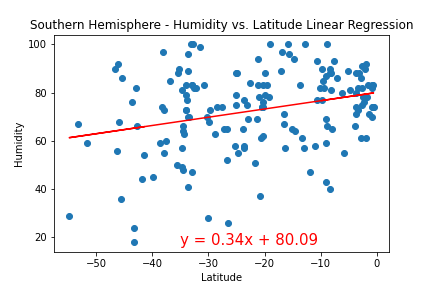 Southern Hemisphere - Humidity vs. Latitude Linear Regression
100
80
60
40
20
Humidity
y = 0.34x + 80.09
−50 −40 −30 −20 −10 0
Latitude